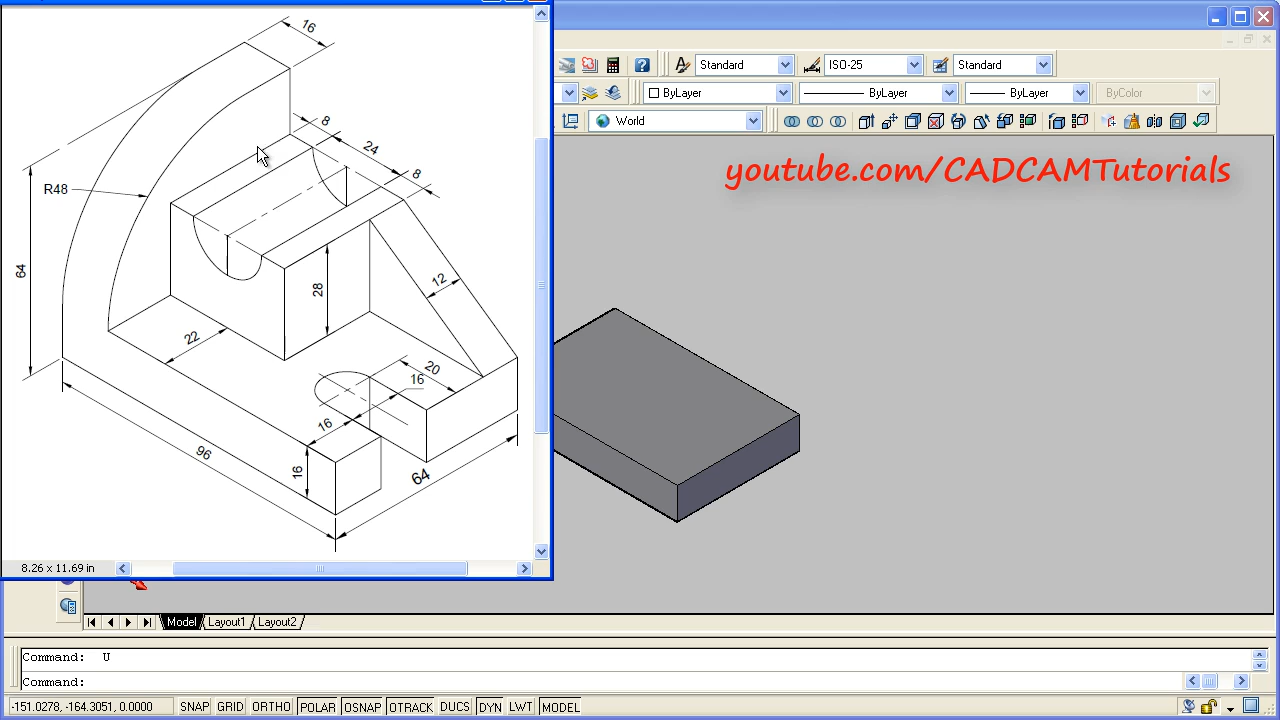 16
8
24
8
R48
64
12
28
22
20
16
16
16
96
64
8.26 x 11.69 in
Standard
ISO-25
Standard
ByLayer
ByLayer
ByLayer
ByColor
World
youtube.com/CADCAMTutorials
Model
Layout1
Layout2
Command: U
Command:
-151.0278, -164.3051, 0.0000
SNAP
GRID
ORTHO
POLAR
OSNAP
OTRACK
DUCS
DYN
LWT
MODEL